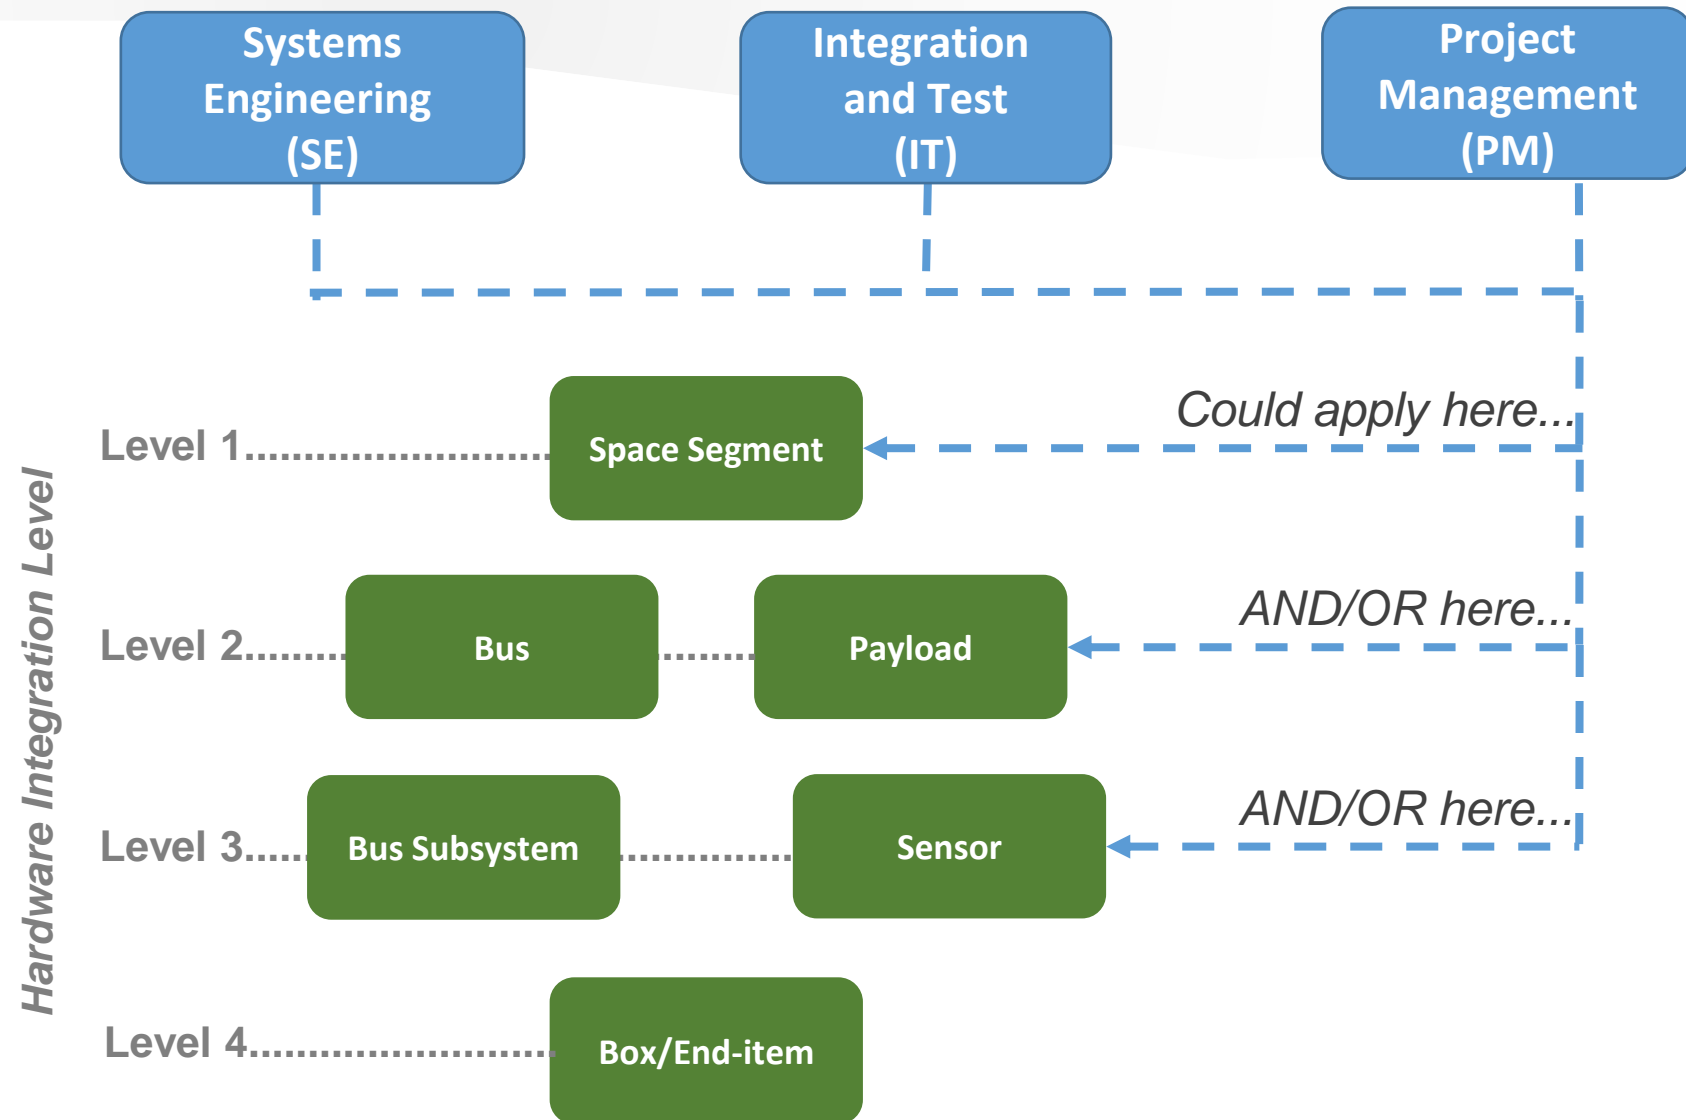 Systems
Engineering
(SE)
Integration
and Test
(IT)
Project
Management
(PM)
Hardware Integration Level
Level 1..........................
Space Segment
Could apply here...
Level 2.........
Bus
.........
Payload
AND/OR here...
Level 3......
Bus Subsystem
...............
Sensor
AND/OR here...
Level 4..........................
Box/End-item